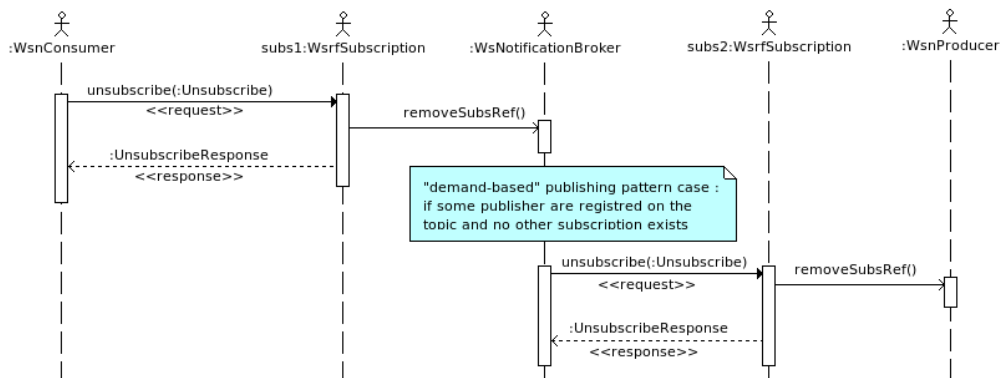 :WsnConsumer
subs1:WsrfSubscription
:WsNotificationBroker
subs2:WsrfSubscription
:WsnProducer
unsubscribe(:Unsubscribe)
<<request>>
removeSubsRef()
:UnsubscribeResponse
<<response>>
"demand-based" publishing pattern case :
if some publisher are registred on the
topic and no other subscription exists
unsubscribe(:Unsubscribe)
<<request>>
removeSubsRef()
:UnsubscribeResponse
<<response>>